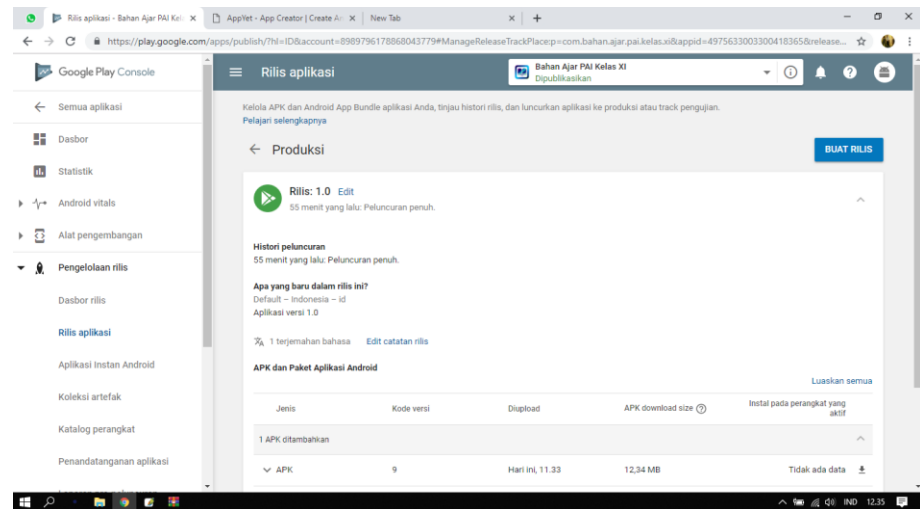 Rilis aplikasi - Bahan Ajar PAI Kel
AppYet - App Creator | Create An
New Tab
https://play.google.com/apps/publish/?hl=ID&account=8989796178868043779#ManageReleaseTrackPlace:p=com.bahan.ajar.pai.kelas.xi&appid=4975633003300418365&release...
Google Play Console
Rilis aplikasi
Bahan Ajar PAI Kelas XI
Dipublikasikan
Semua aplikasi
Dasbor
Statistik
Android vitals
Alat pengembangan
Pengelolaan rilis
Dasbor rilis
Rilis aplikasi
Aplikasi Instan Android
Koleksi artefak
Katalog perangkat
Penandatanganan aplikasi
Kelola APK dan Android App Bundle aplikasi Anda, tinjau histori rilis, dan luncurkan aplikasi ke produksi atau track pengujian.
Pelajari selengkapnya
Produksi
BUAT RILIS
Rilis: 1.0 Edit
55 menit yang lalu: Peluncuran penuh.
Histori peluncuran
55 menit yang lalu: Peluncuran penuh.
Apa yang baru dalam rilis ini?
Default – Indonesia – id
Aplikasi versi 1.0
1 terjemahan bahasa Edit catatan rilis
APK dan Paket Aplikasi Android
Luaskan semua
Jenis Kode versi Diupload APK download size Instal pada perangkat yang
aktif
1 APK ditambahkan
APK 9 Hari ini, 11.33 12,34 MB Tidak ada data
IND 12.35